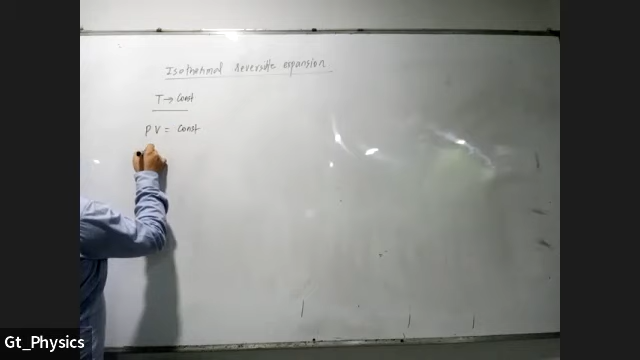 Isothermal reversible expansion
T → Const
PV = Const
Gt_Physics